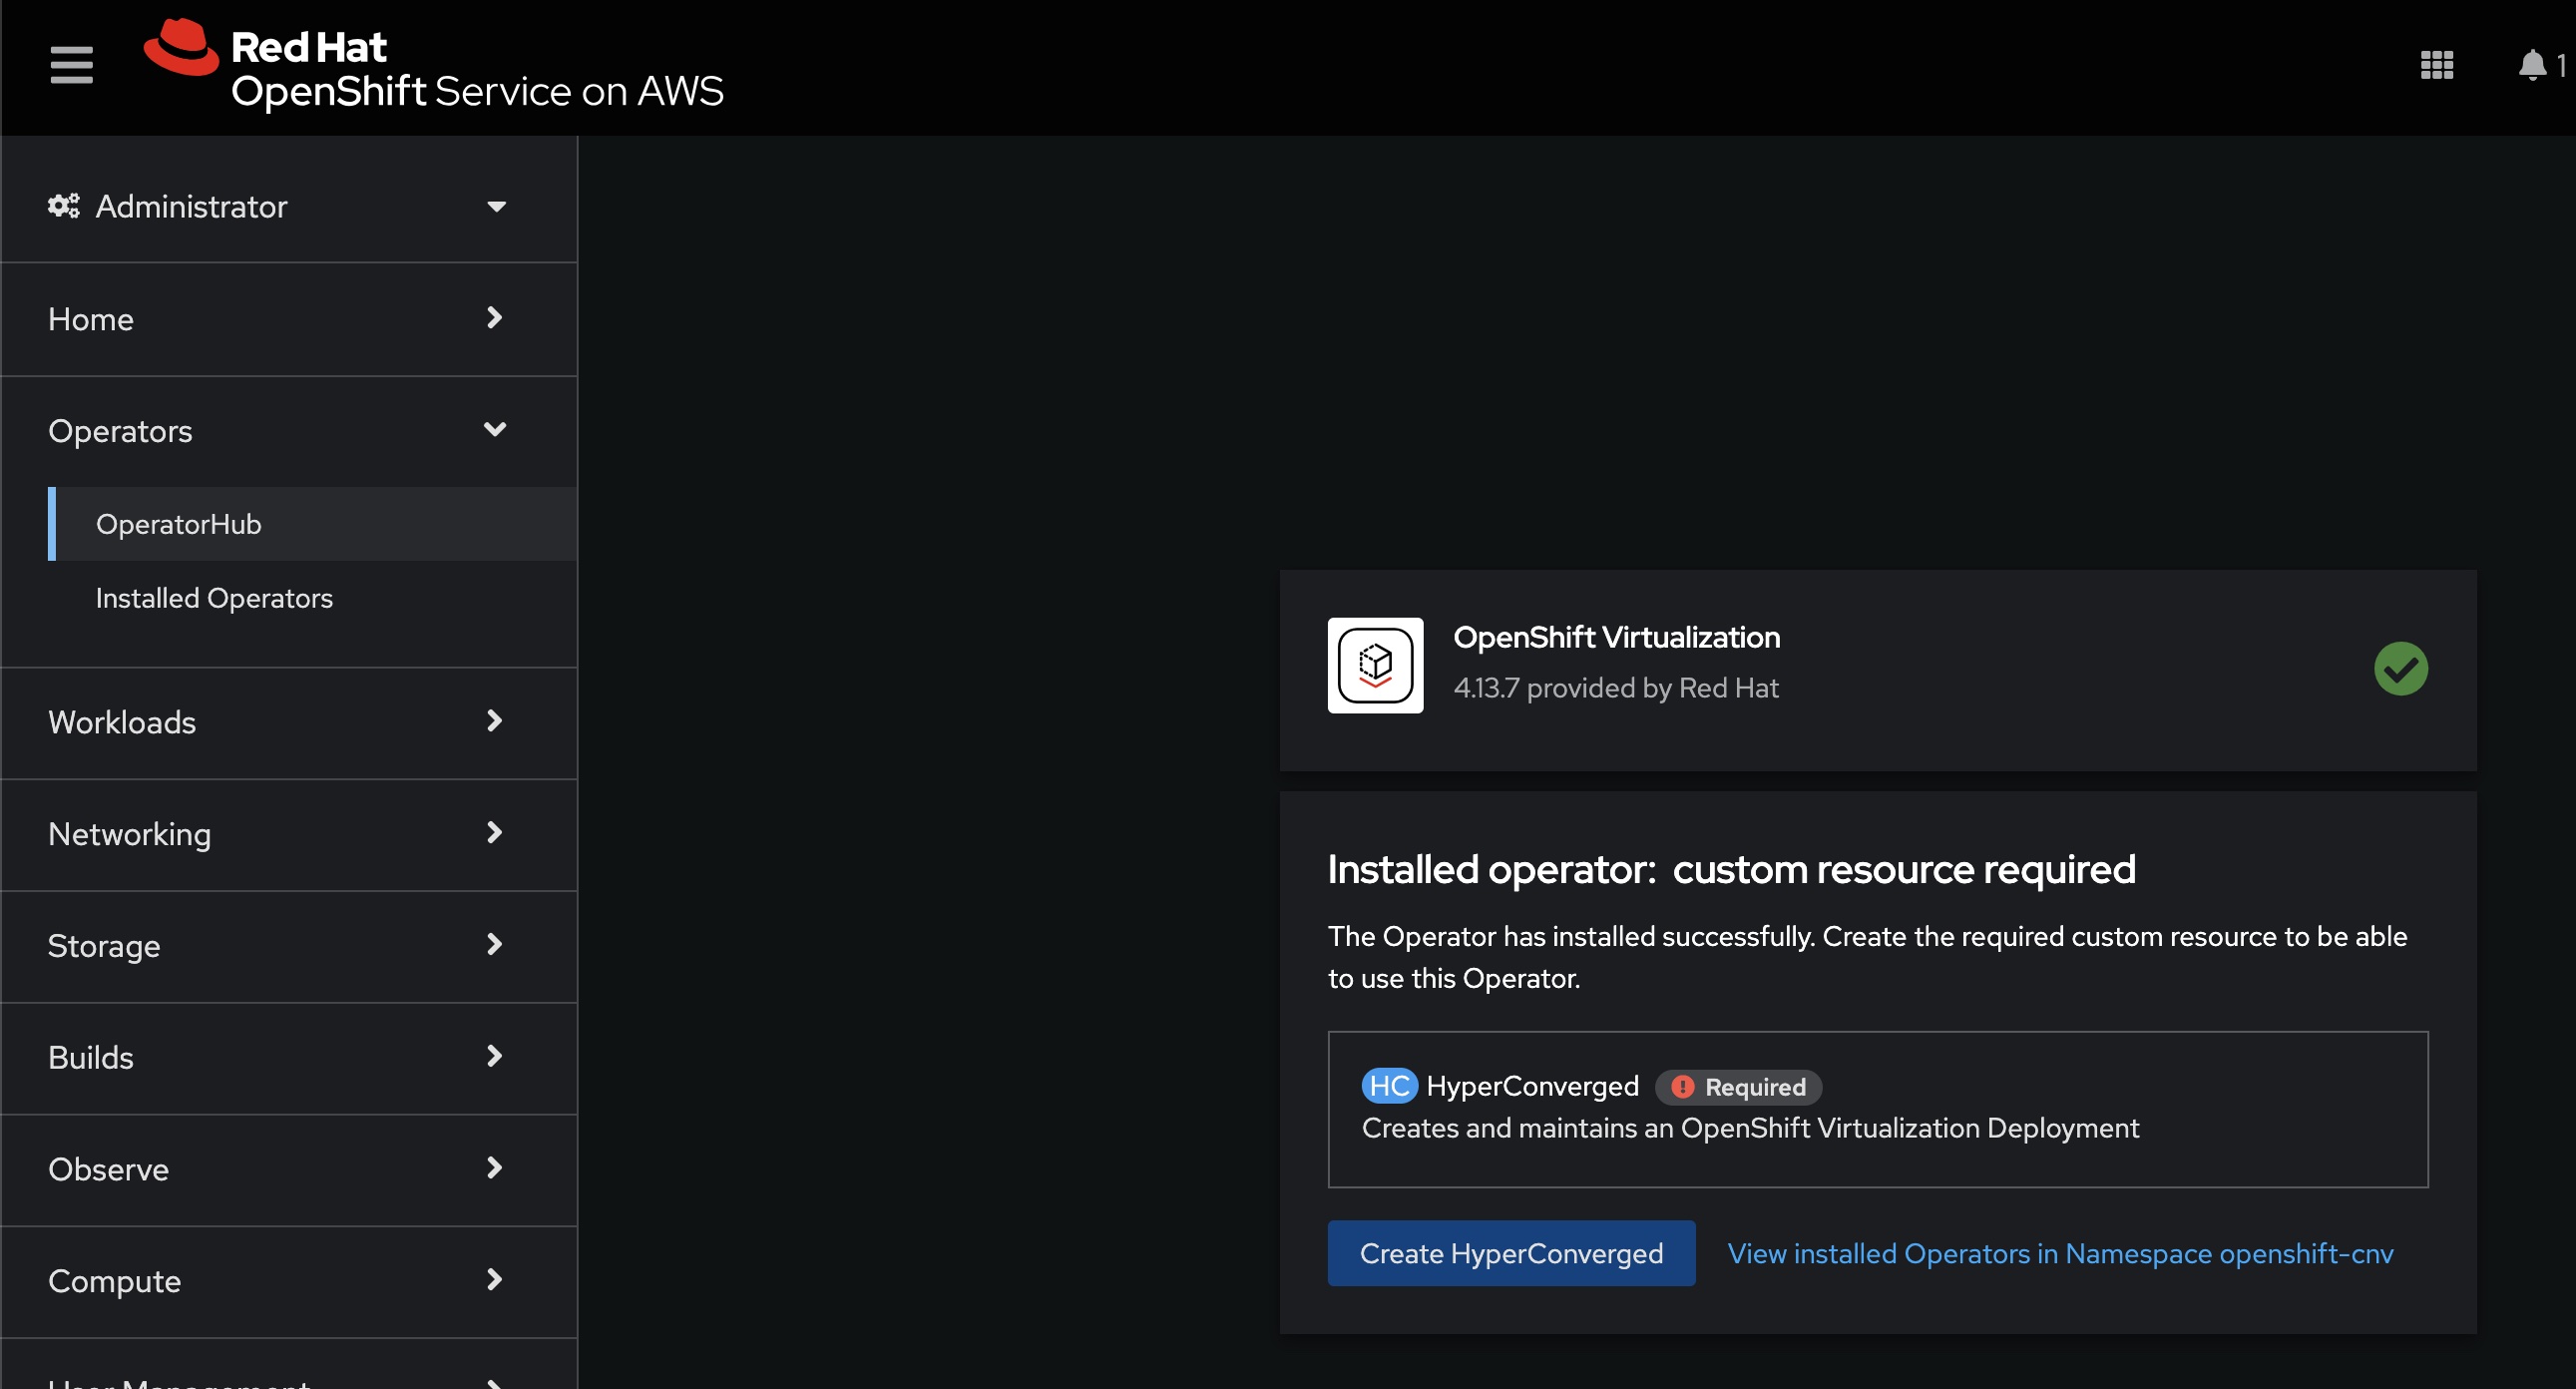 Red Hat
OpenShift Service on AWS
1
Administrator
Home
Operators
OperatorHub
Installed Operators
Workloads
Networking
Storage
Builds
Observe
Compute
User Management
OpenShift Virtualization
4.13.7 provided by Red Hat
Installed operator: custom resource required
The Operator has installed successfully. Create the required custom resource to be able
to use this Operator.
HC HyperConverged Required
Creates and maintains an OpenShift Virtualization Deployment
Create HyperConverged View installed Operators in Namespace openshift-cnv